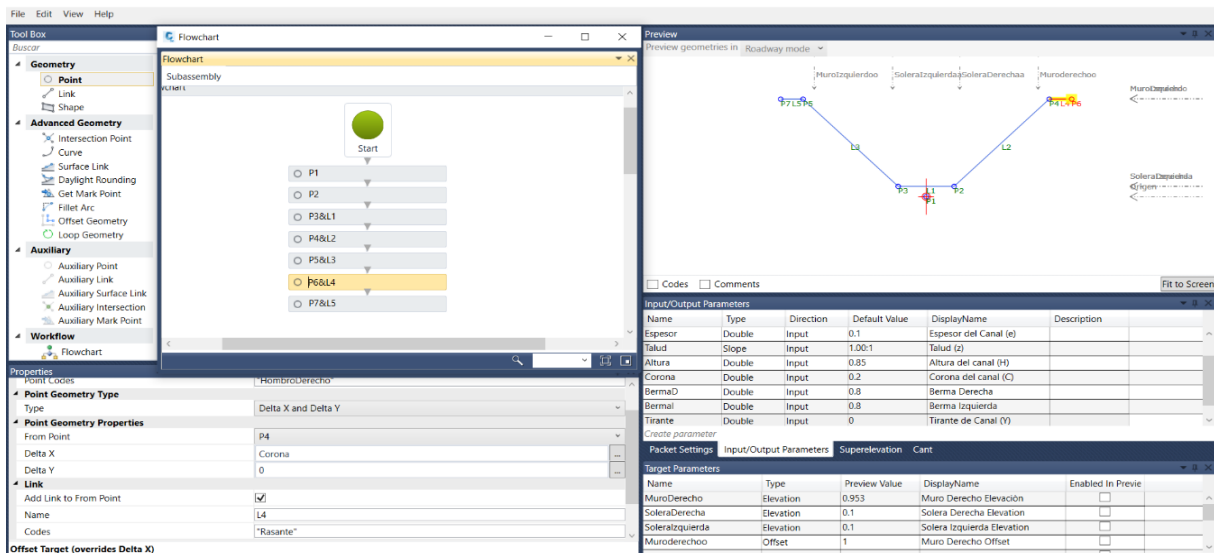 File Edit View Help
Tool Box
Buscar
Geometry
Point
Link
Shape
Advanced Geometry
Intersection Point
Curve
Surface Link
Daylight Rounding
Get Mark Point
Fillet Arc
Offset Geometry
Loop Geometry
Auxiliary
Auxiliary Point
Auxiliary Link
Auxiliary Surface Link
Auxiliary Intersection
Auxiliary Mark Point
Workflow
Flowchart
Flowchart
Flowchart
Subassembly
Start
P1
P2
P3&L1
P4&L2
P5&L3
P6&L4
P7&L5
Preview
Preview geometries in Roadway mode
MuroIzquierdoo SoleraIzquierdaa SoleraDerechaa Muroderechoo
P7 L5 P5
P4 L4 P6
L3 L2
P3 L1 P2
P1
Origen
Codes Comments Fit to Screen
Input/Output Parameters
Name Type Direction Default Value DisplayName Description
Espesor Double Input 0.1 Espesor del Canal (e)
Talud Slope Input 1.00:1 Talud (z)
Altura Double Input 0.85 Altura del canal (H)
Corona Double Input 0.2 Corona del canal (C)
BermaD Double Input 0.8 Berma Derecha
BermaI Double Input 0.8 Berma Izquierda
Tirante Double Input 0 Tirante de Canal (Y)
Create parameter
Packet Settings Input/Output Parameters Superelevation Cant
Target Parameters
Name Type Preview Value DisplayName Enabled In Previe
MuroDerecho Elevation 0.953 Muro Derecho Elevación
SoleraDerecha Elevation 0.1 Solera Derecha Elevation
SoleraIzquierda Elevation 0.1 Solera Izquierda Elevation
Muroderechoo Offset 1 Muro Derecho Offset
Properties
Point Codes "HombroDerecho"
Point Geometry Type
Type Delta X and Delta Y
Point Geometry Properties
From Point P4
Delta X Corona ...
Delta Y 0 ...
Link
Add Link to From Point
Name L4
Codes "Rasante"
Offset Target (overrides Delta X)